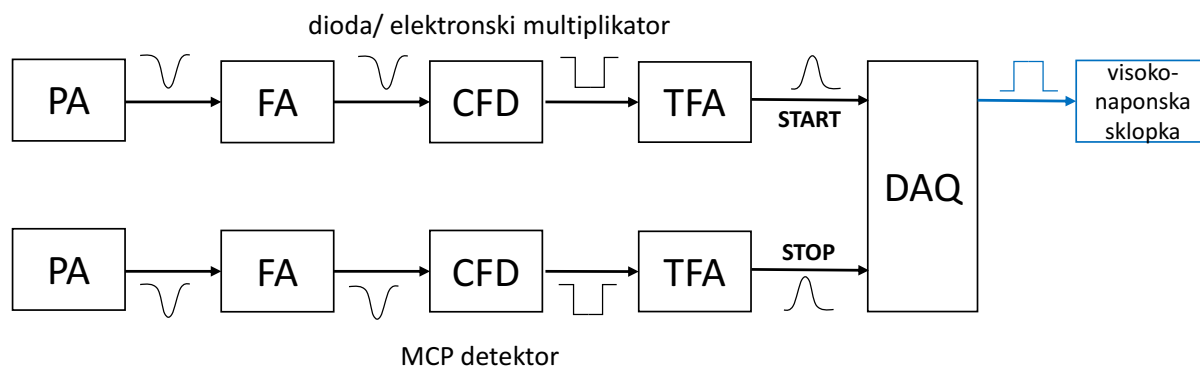 dioda/ elektronski multiplikator
PA
FA
CFD
TFA
START
DAQ
visoko-
naponska
sklopka
PA
FA
CFD
TFA
STOP
MCP detektor